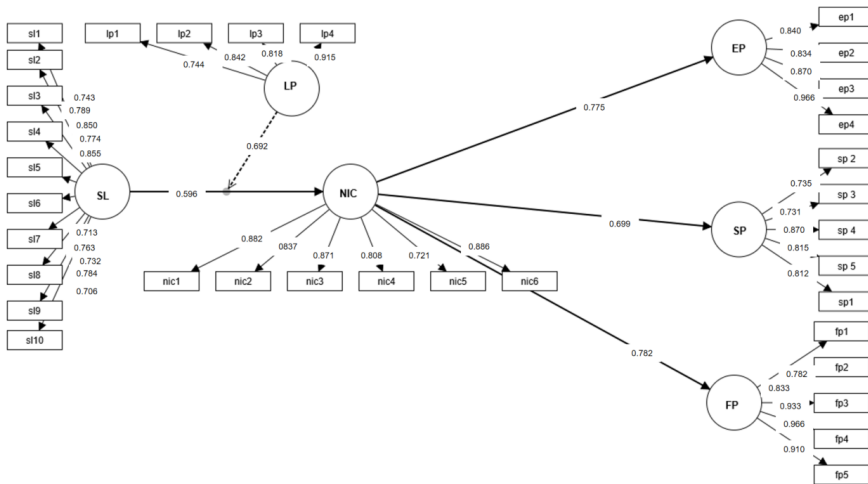 sl1
sl2
sl3
sl4
sl5
sl6
sl7
sl8
sl9
sl10
0.743
0.789
0.850
0.774
0.855
0.713
0.763
0.732
0.784
0.706
SL
lp1
lp2
lp3
lp4
0.744
0.842
0.818
0.915
LP
0.692
0.596
NIC
0.882
0837
0.871
0.808
0.721
0.886
nic1
nic2
nic3
nic4
nic5
nic6
0.775
0.699
0.782
EP
0.840
0.834
0.870
0.966
ep1
ep2
ep3
ep4
SP
0.735
0.731
0.870
0.815
0.812
sp 2
sp 3
sp 4
sp 5
sp1
FP
0.782
0.833
0.933
0.966
0.910
fp1
fp2
fp3
fp4
fp5